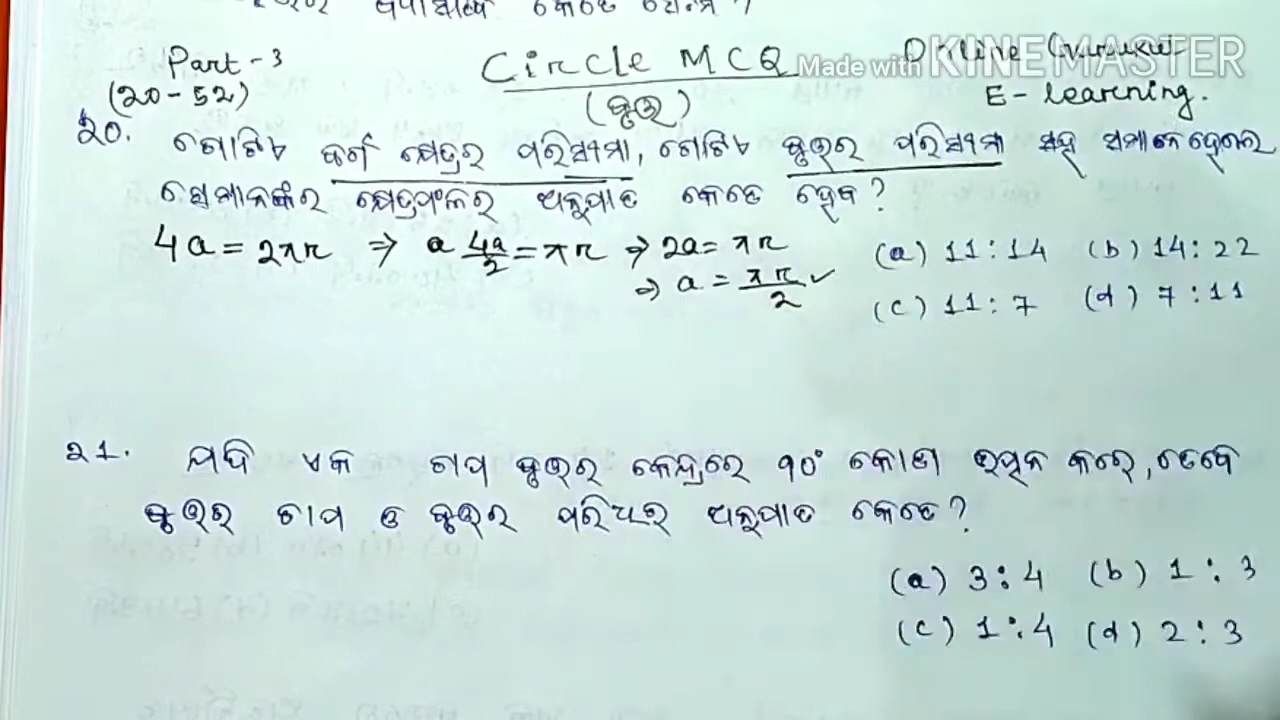 Part-3
(20-52)
Circle MCQ
(ବୃତ୍ତ)
Made with KINEMASTER
Online Gurukul
E-learning.
20. ଗୋଟିଏ ବର୍ଗ କ୍ଷେତ୍ରର ପରିସୀମା, ଗୋଟିଏ ବୃତ୍ତର ପରିସୀମା ସହ ସମାନ ହେଲେ
ସେମାନଙ୍କର କ୍ଷେତ୍ରଫଳର ଅନୁପାତ କେତେ ହେବ?
4a = 2πr ⇒ a 4a/2 = πr ⇒ 2a = πr
⇒ a = πr/2 ✓
(a) 11:14 (b) 14:22
(c) 11:7 (d) 7:11
21. ଯଦି ଏକ ଚାପ ବୃତ୍ତର କେନ୍ଦ୍ରରେ ୨୦° କୋଣ ଉତ୍ପନ୍ନ କରେ, ତେବେ
ବୃତ୍ତର ଚାପ ଓ ବୃତ୍ତର ପରିଧିର ଅନୁପାତ କେତେ?
(a) 3:4 (b) 1:3
(c) 1:4 (d) 2:3